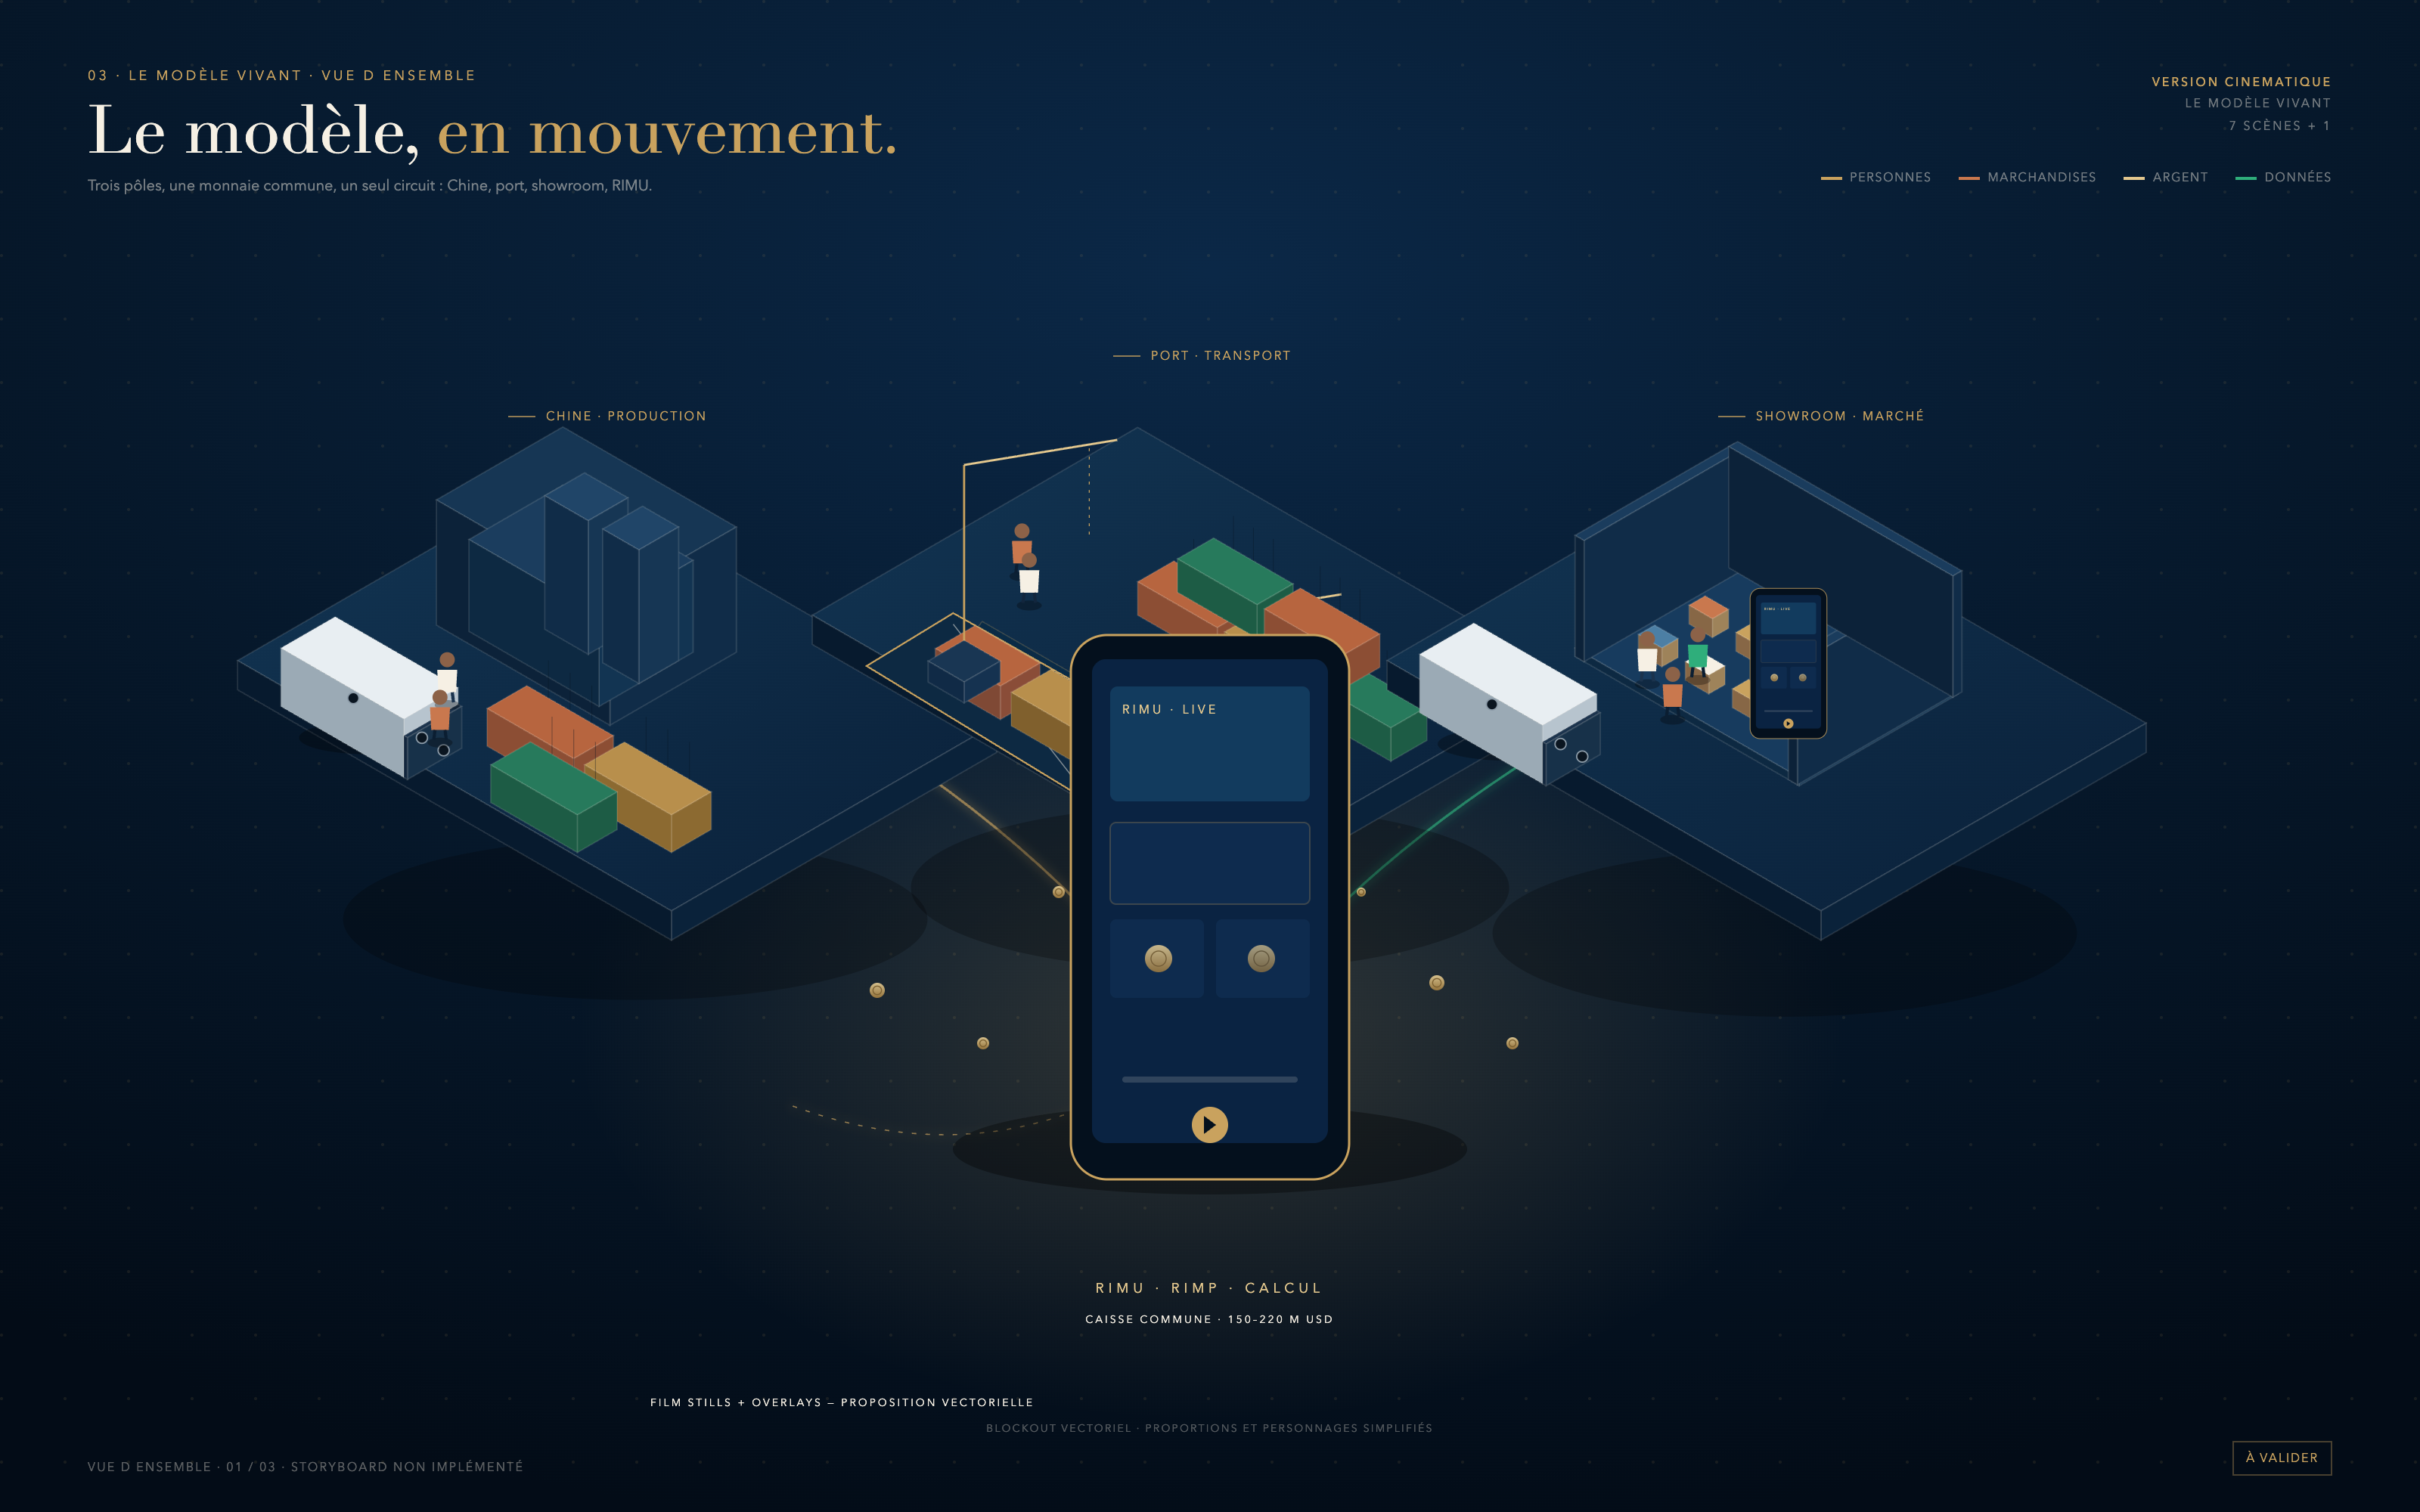 03 · LE MODÈLE VIVANT · VUE D ENSEMBLE
Le modèle, en mouvement.
Trois pôles, une monnaie commune, un seul circuit : Chine, port, showroom, RIMU.
VERSION CINEMATIQUE
LE MODÈLE VIVANT
7 SCÈNES + 1
PERSONNES
MARCHANDISES
ARGENT
DONNÉES
PORT · TRANSPORT
CHINE · PRODUCTION
SHOWROOM · MARCHÉ
RIMU · LIVE
RIMU · LIVE
RIMU · RIMP · CALCUL
CAISSE COMMUNE · 150–220 M USD
FILM STILLS + OVERLAYS — PROPOSITION VECTORIELLE
BLOCKOUT VECTORIEL · PROPORTIONS ET PERSONNAGES SIMPLIFIÉS
VUE D ENSEMBLE · 01 / 03 · STORYBOARD NON IMPLÉMENTÉ
À VALIDER